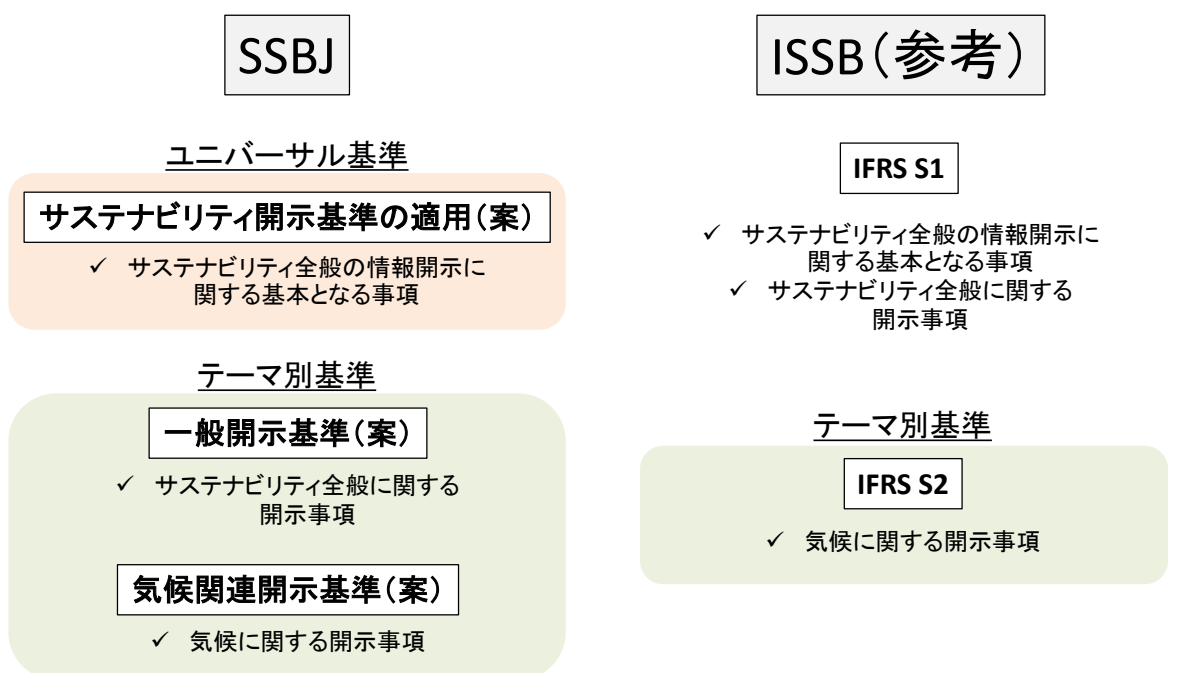 SSBJ
ユニバーサル基準
サステナビリティ開示基準の適用(案)
✓ サステナビリティ全般の情報開示に
関する基本となる事項
テーマ別基準
一般開示基準(案)
✓ サステナビリティ全般に関する
開示事項
気候関連開示基準(案)
✓ 気候に関する開示事項
ISSB(参考)
IFRS S1
✓ サステナビリティ全般の情報開示に
関する基本となる事項
✓ サステナビリティ全般に関する
開示事項
テーマ別基準
IFRS S2
✓ 気候に関する開示事項